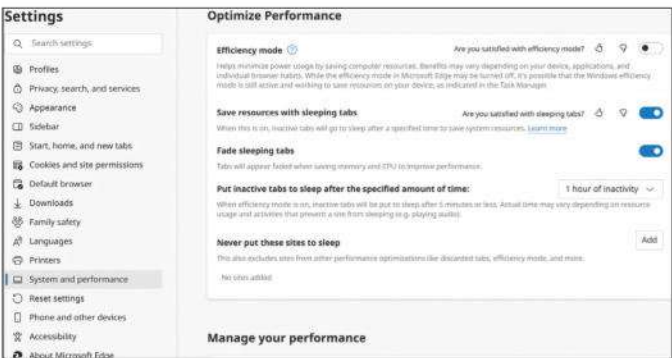 Settings
Search settings
Profiles
Privacy, search, and services
Appearance
Sidebar
Start, home, and new tabs
Cookies and site permissions
Default browser
Downloads
Family safety
Languages
Printers
System and performance
Reset settings
Phone and other devices
Accessibility
About Microsoft Edge
Optimize Performance
Efficiency mode
Are you satisfied with efficiency mode?
Helps minimize power usage by saving computer resources. Benefits may vary depending on your device, applications, and
individual browser habits. While the efficiency mode in Microsoft Edge may be turned off, it's possible that the Windows efficiency
mode is still active and working to save resources on your device, as indicated in the Task Manager.
Save resources with sleeping tabs
Are you satisfied with sleeping tabs?
When this is on, inactive tabs will go to sleep after a specified time to save system resources. Learn more
Fade sleeping tabs
Tabs will appear faded when saving memory and CPU to improve performance.
Put inactive tabs to sleep after the specified amount of time:
1 hour of inactivity
When efficiency mode is on, inactive tabs will be put to sleep after 5 minutes or less. Actual time may vary depending on resource
usage and activities that prevent a site from sleeping (e.g. playing audio).
Never put these sites to sleep
Add
This also excludes sites from other performance optimizations like discarded tabs, efficiency mode, and more.
No sites added
Manage your performance